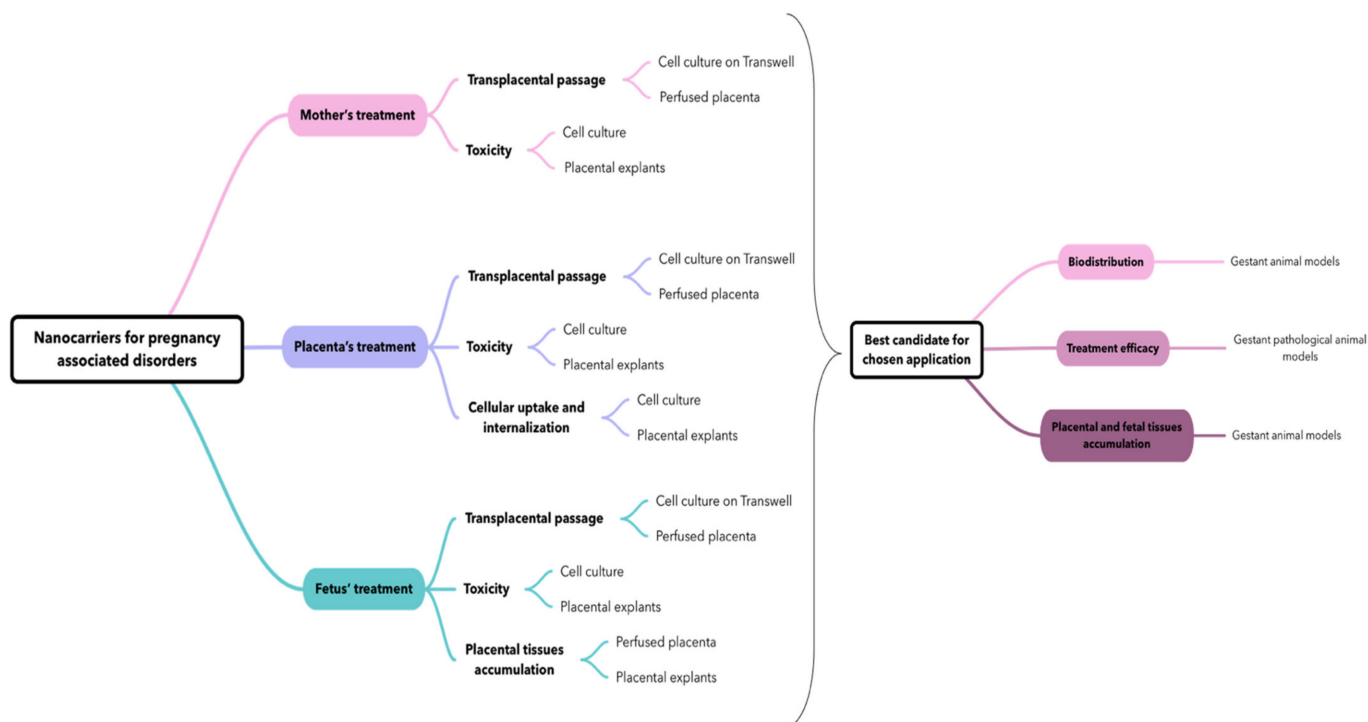 Nanocarriers for pregnancy
associated disorders
Mother's treatment
Transplacental passage
Cell culture on Transwell
Perfused placenta
Toxicity
Cell culture
Placental explants
Placenta's treatment
Transplacental passage
Cell culture on Transwell
Perfused placenta
Toxicity
Cell culture
Placental explants
Cellular uptake and
internalization
Cell culture
Placental explants
Fetus' treatment
Transplacental passage
Cell culture on Transwell
Perfused placenta
Toxicity
Cell culture
Placental explants
Placental tissues
accumulation
Perfused placenta
Placental explants
Best candidate for
chosen application
Biodistribution
Gestant animal models
Treatment efficacy
Gestant pathological animal
models
Placental and fetal tissues
accumulation
Gestant animal models